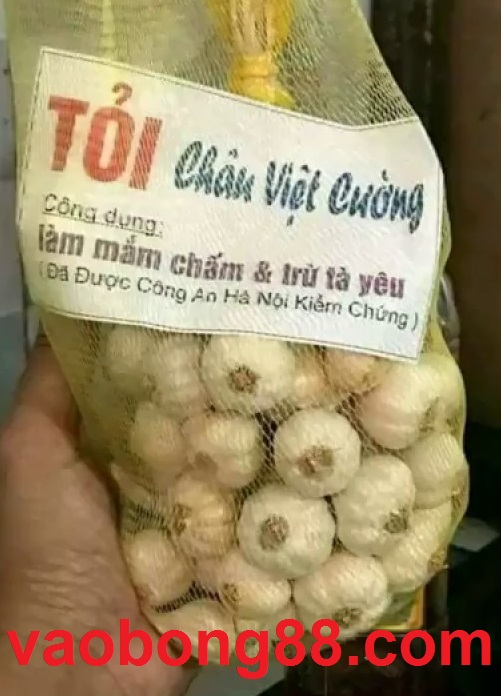 TỎI Châu Việt Cường
Công dụng:
làm mắm chấm & trừ tà yêu
(Đã Được Công An Hà Nội Kiểm Chứng)
vaobong88.com